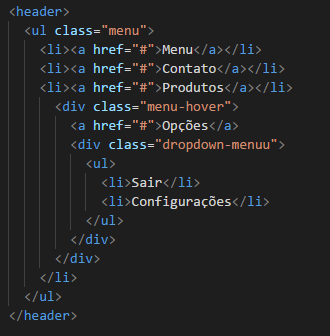 <header>
<ul class="menu">
<li><a href="#">Menu</a></li>
<li><a href="#">Contato</a></li>
<li><a href="#">Produtos</a></li>
<div class="menu-hover">
<a href="#">Opções</a>
<div class="dropdown-menuu">
<ul>
<li>Sair</li>
<li>Configurações</li>
</ul>
</div>
</div>
</li>
</ul>
</header>